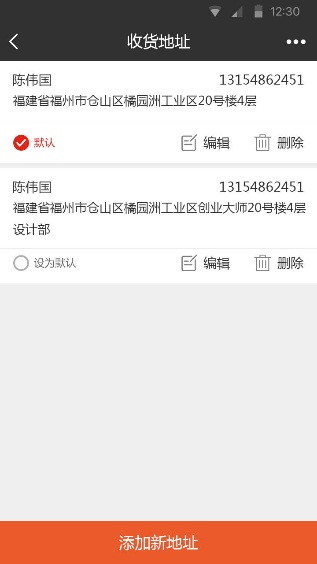 12:30
收货地址
陈伟国 13154862451
福建省福州市仓山区橘园洲工业区20号楼4层
默认 编辑 删除
陈伟国 13154862451
福建省福州市仓山区橘园洲工业区创业大师20号楼4层
设计部
设为默认 编辑 删除
添加新地址